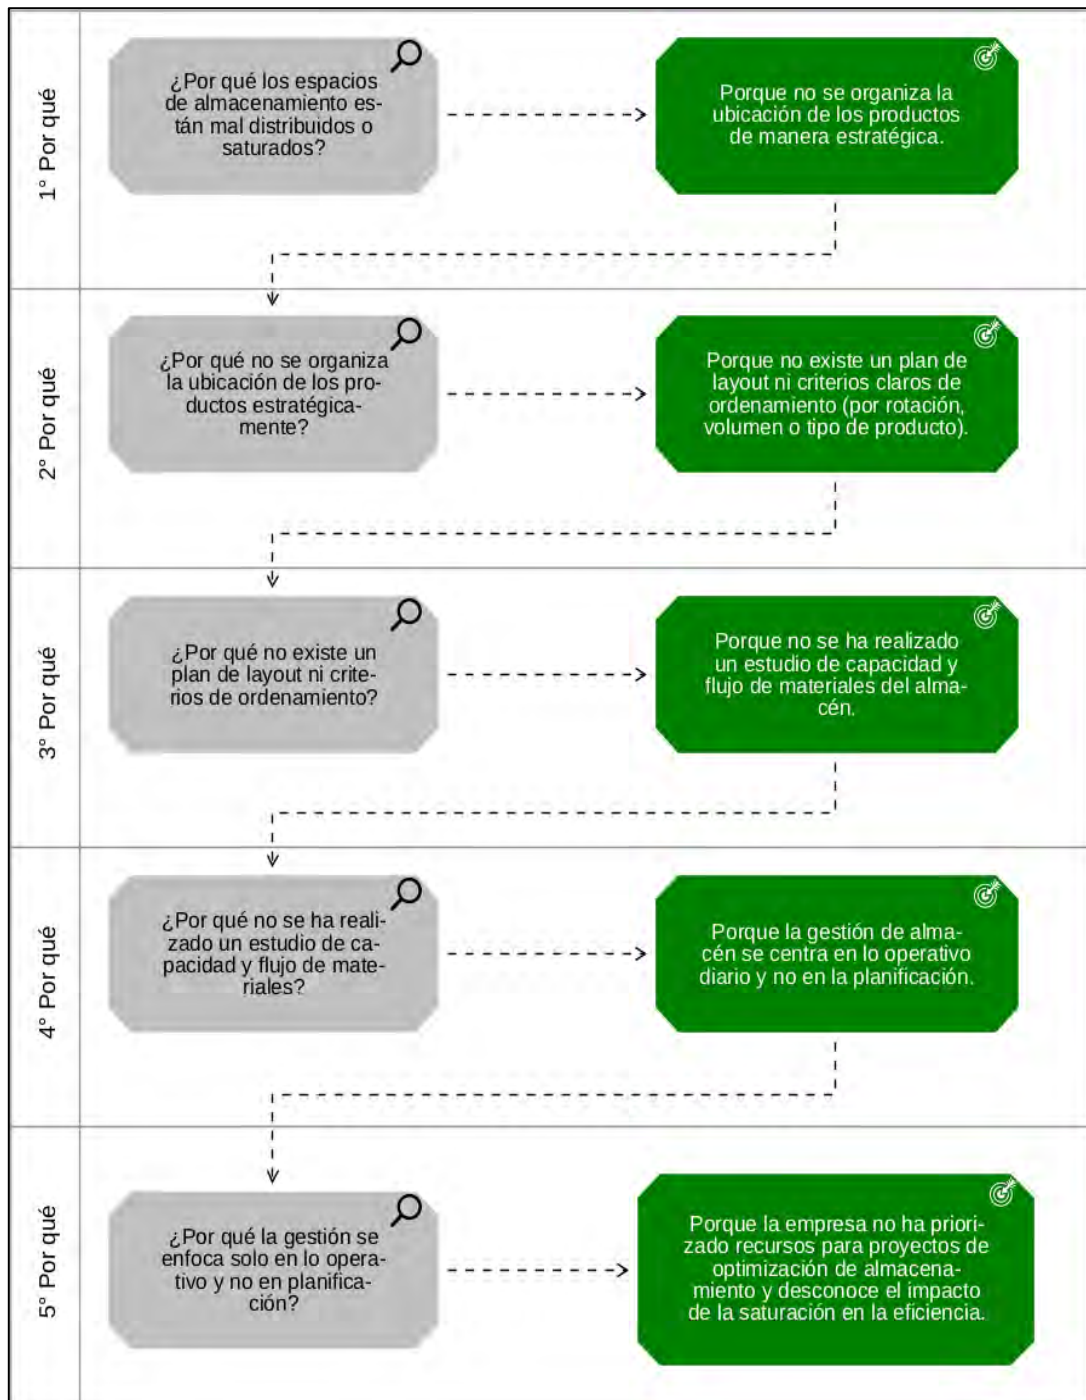 1° Por qué
¿Por qué los espacios
de almacenamiento es-
tán mal distribuidos o
saturados?
Porque no se organiza la
ubicación de los productos
de manera estratégica.
2° Por qué
¿Por qué no se organiza
la ubicación de los pro-
ductos estratégica-
mente?
Porque no existe un plan de
layout ni criterios claros de
ordenamiento (por rotación,
volumen o tipo de producto).
3° Por qué
¿Por qué no existe un
plan de layout ni crite-
rios de ordenamiento?
Porque no se ha realizado
un estudio de capacidad y
flujo de materiales del alma-
cén.
4° Por qué
¿Por qué no se ha reali-
zado un estudio de ca-
pacidad y flujo de mate-
riales?
Porque la gestión de alma-
cén se centra en lo operativo
diario y no en la planificación.
5° Por qué
¿Por qué la gestión se
enfoca solo en lo opera-
tivo y no en planifica-
ción?
Porque la empresa no ha priori-
zado recursos para proyectos de
optimización de almacena-
miento y desconoce el impacto
de la saturación en la eficiencia.